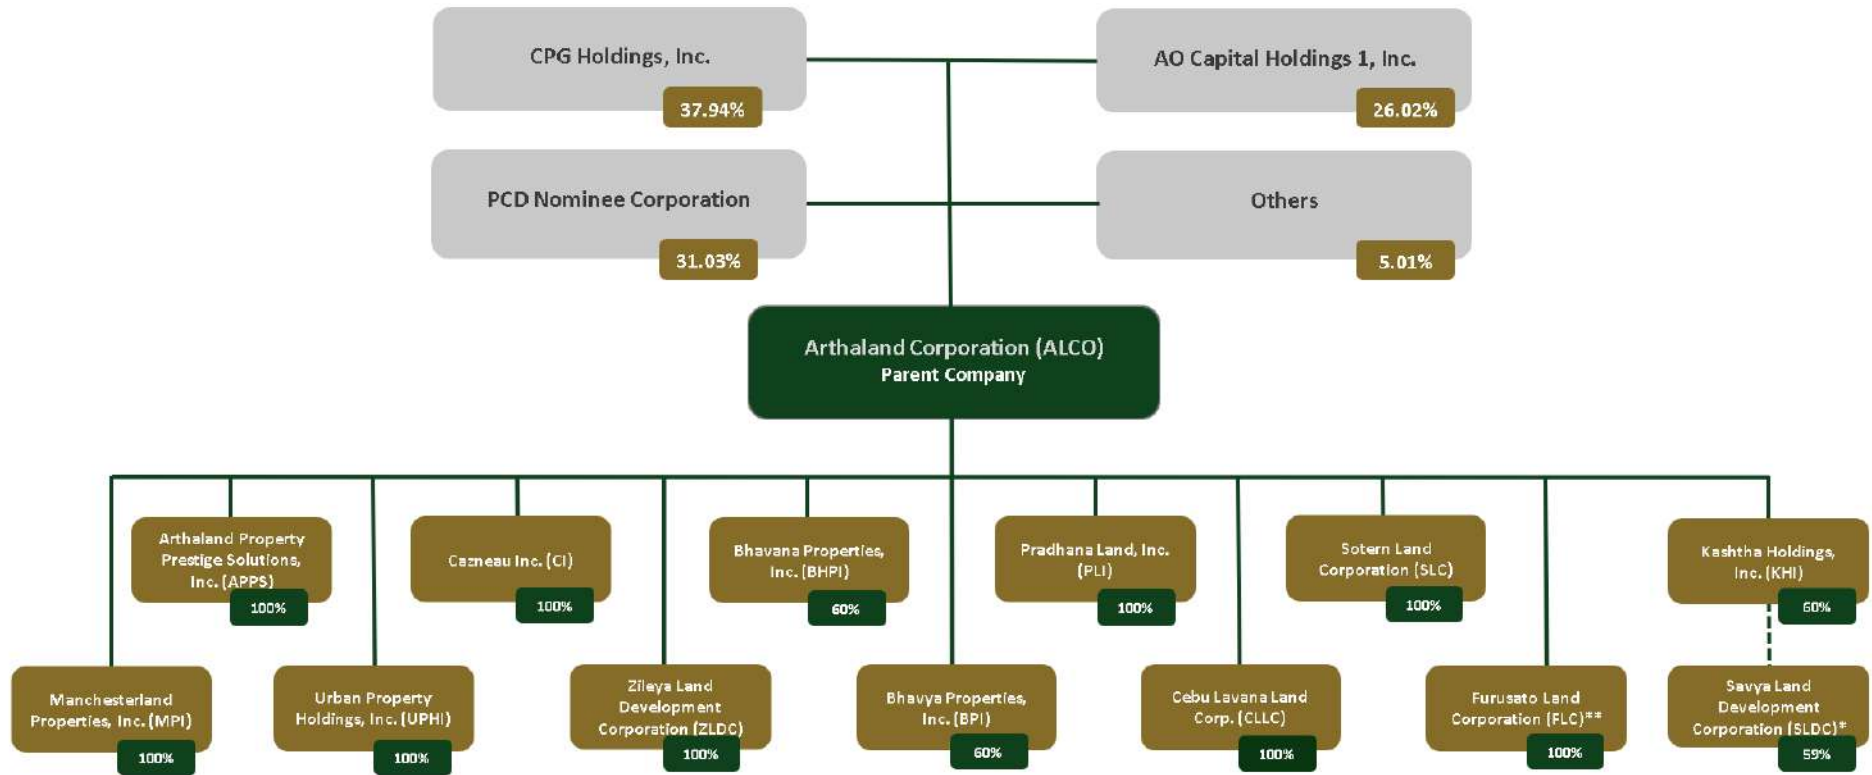 CPG Holdings, Inc.
37.94%
AO Capital Holdings 1, Inc.
26.02%
PCD Nominee Corporation
31.03%
Others
5.01%
Arthaland Corporation (ALCO)
Parent Company
Arthaland Property
Prestige Solutions,
Inc. (APPS)
100%
Cazneau Inc. (CI)
100%
Bhavana Properties,
Inc. (BHPI)
60%
Pradhana Land, Inc.
(PLI)
100%
Sotern Land
Corporation (SLC)
100%
Kashtha Holdings,
Inc. (KHI)
60%
Manchesterland
Properties, Inc. (MPI)
100%
Urban Property
Holdings, Inc. (UPHI)
100%
Zileya Land
Development
Corporation (ZLDC)
100%
Bhavya Properties,
Inc. (BPI)
60%
Cebu Lavana Land
Corp. (CLLC)
100%
Furusato Land
Corporation (FLC)**
100%
Savya Land
Development
Corporation (SLDC)*
59%